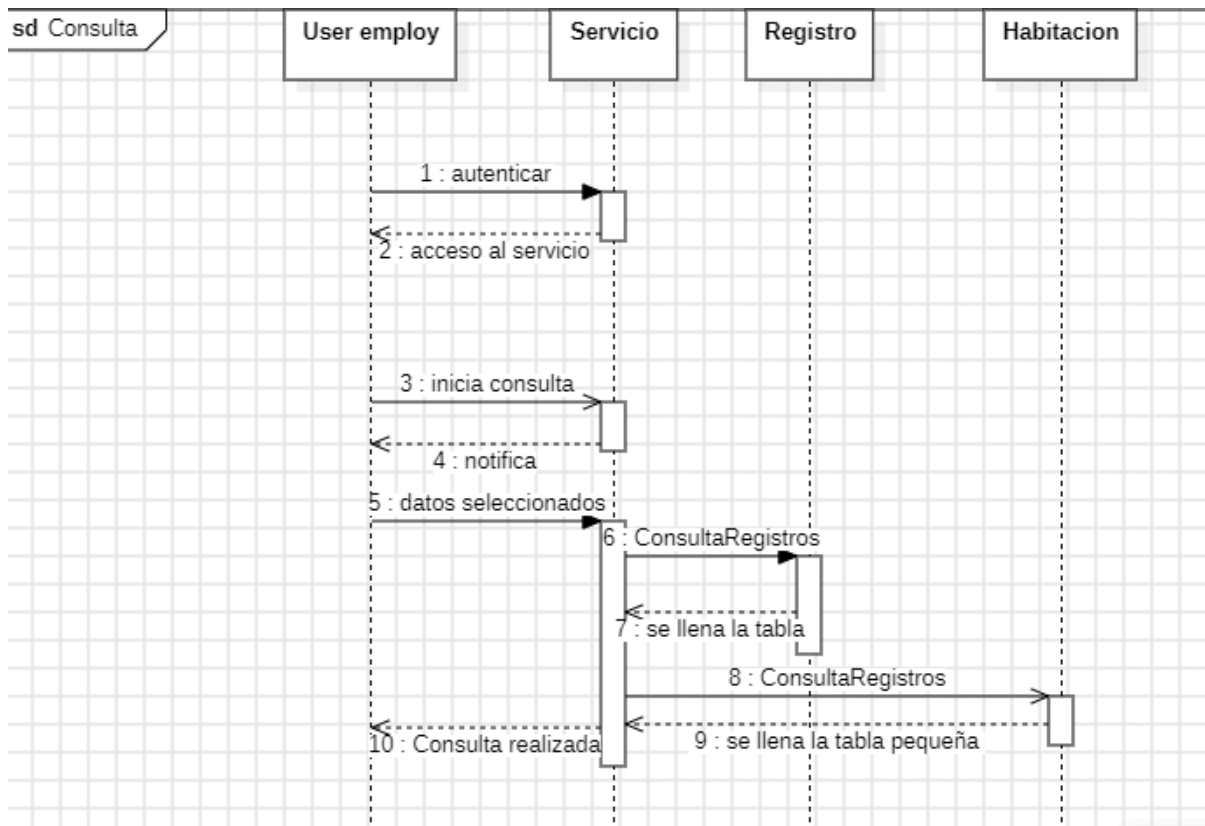 sd Consulta
User employ
Servicio
Registro
Habitacion
1 : autenticar
2 : acceso al servicio
3 : inicia consulta
4 : notifica
5 : datos seleccionados
6 : ConsultaRegistros
7 : se llena la tabla
8 : ConsultaRegistros
9 : se llena la tabla pequeña
10 : Consulta realizada